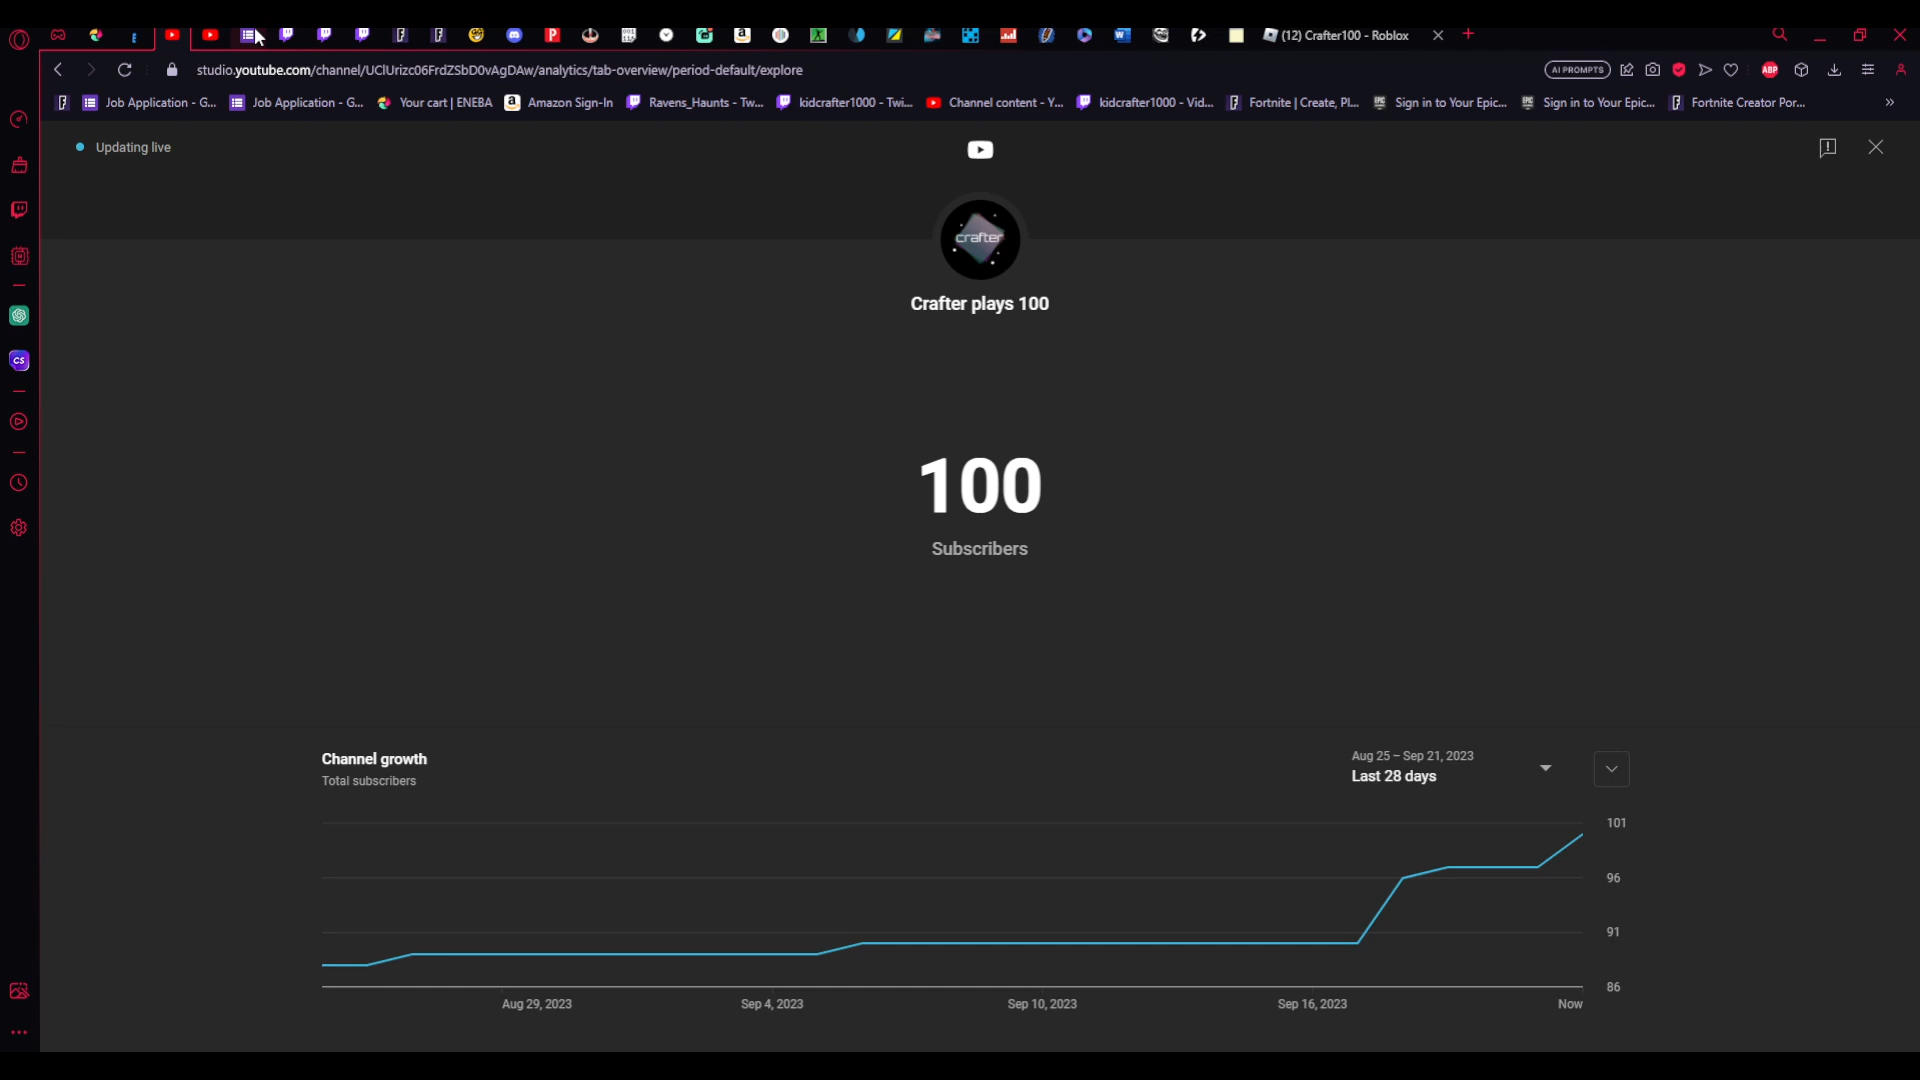 (12) Crafter100 - Roblox
studio.youtube.com/channel/UClUrizc06FrdZSbD0vAgDAw/analytics/tab-overview/period-default/explore
AI PROMPTS
ABP
Job Application - G...
Job Application - G...
Your cart | ENEBA
Amazon Sign-In
Ravens_Haunts - Tw...
kidcrafter1000 - Twi...
Channel content - Y...
kidcrafter1000 - Vid...
Fortnite | Create, Pl...
Sign in to Your Epic...
Sign in to Your Epic...
Fortnite Creator Por...
Updating live
crafter
Crafter plays 100
CS
100
Subscribers
Channel growth
Total subscribers
Aug 25 – Sep 21, 2023
Last 28 days
101
96
91
86
Aug 29, 2023
Sep 4, 2023
Sep 10, 2023
Sep 16, 2023
Now